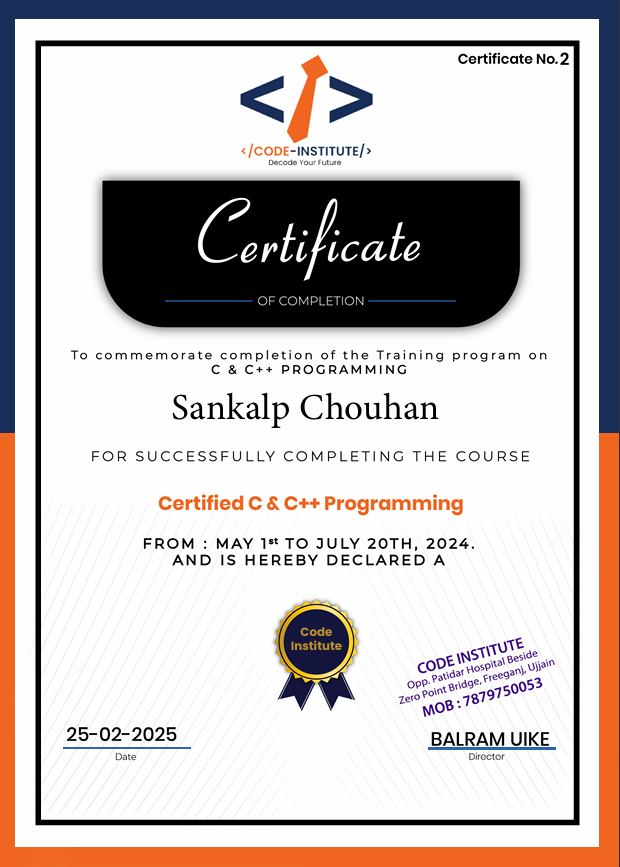 Certificate No. 2
</CODE-INSTITUTE/>
Decode Your Future
Certificate
OF COMPLETION
To commemorate completion of the Training program on
C & C++ PROGRAMMING
Sankalp Chouhan
FOR SUCCESSFULLY COMPLETING THE COURSE
Certified C & C++ Programming
FROM : MAY 1st TO JULY 20TH, 2024.
AND IS HEREBY DECLARED A
Code
Institute
CODE INSTITUTE
Opp. Patidar Hospital Beside
Zero Point Bridge, Freeganj, Ujjain
MOB : 7879750053
25-02-2025
Date
BALRAM UIKE
Director